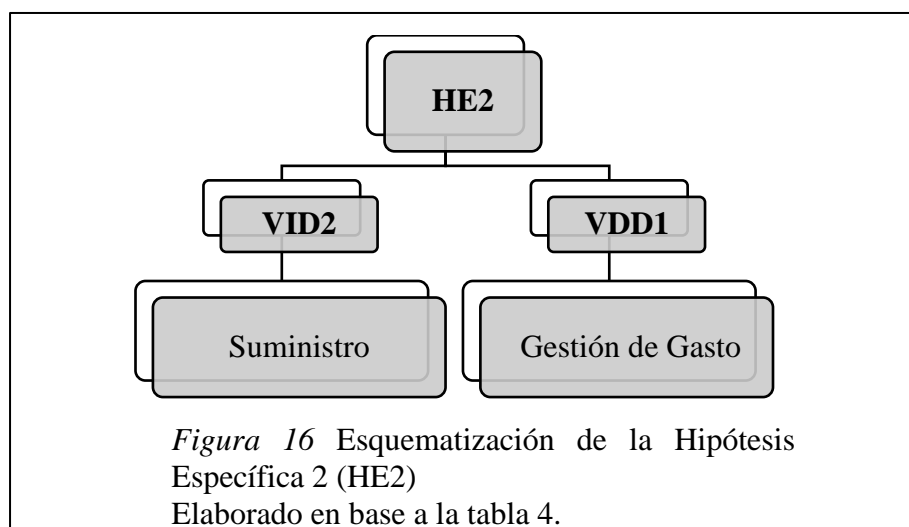 HE2
VID2
VDD1
Suministro
Gestión de Gasto
Figura 16 Esquematización de la Hipótesis
Específica 2 (HE2)
Elaborado en base a la tabla 4.